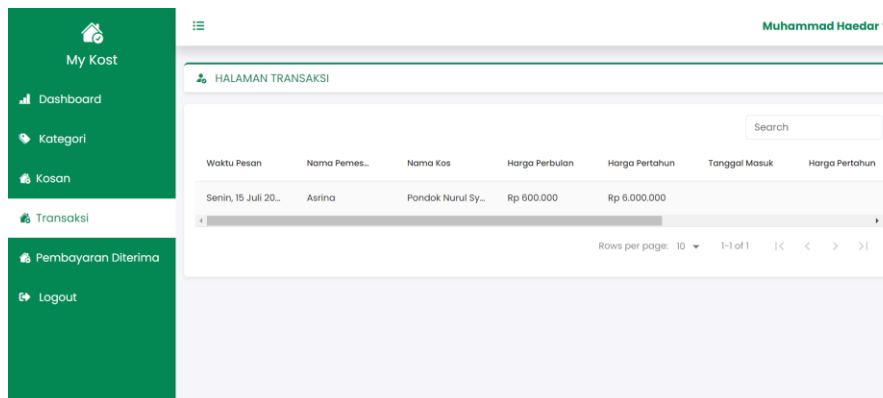 My Kost
Dashboard
Kategori
Kosan
Transaksi
Pembayaran Diterima
Logout
Muhammad Haedar
HALAMAN TRANSAKSI
Search
Waktu Pesan Nama Pemes... Nama Kos Harga Perbulan Harga Pertahun Tanggal Masuk Harga Pertahun
Senin, 15 Juli 20... Asrina Pondok Nurul Sy... Rp 600.000 Rp 6.000.000
Rows per page: 10 1-1 of 1